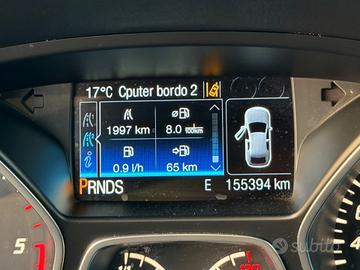 17°C Cputer bordo 2
1997 km 8.0 100km
0.9 l/h 65 km
PRNDS E 155394 km
5
subito